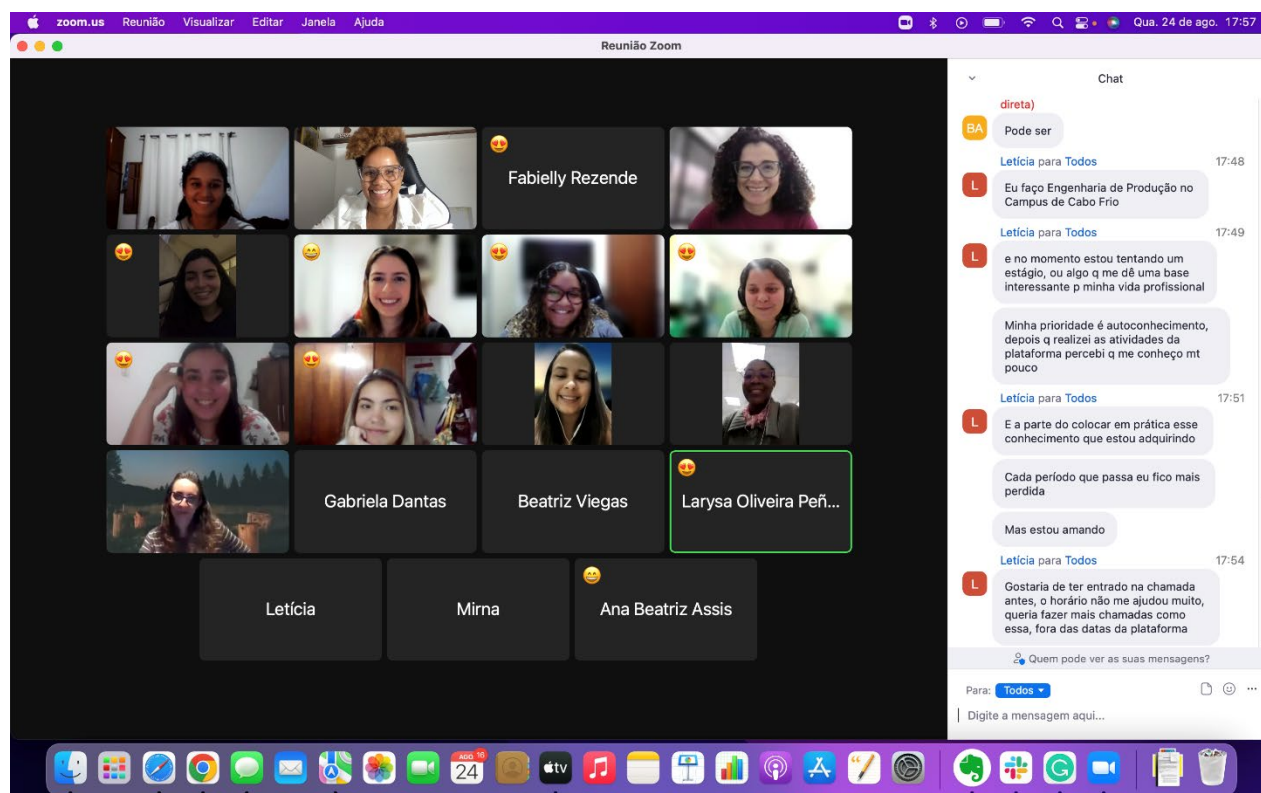 zoom.us Reunião Visualizar Editar Janela Ajuda Qua. 24 de ago. 17:57
Reunião Zoom
Fabielly Rezende
Gabriela Dantas
Beatriz Viegas
Larysa Oliveira Peñ...
Letícia
Mirna
Ana Beatriz Assis
Chat
direta)
BA
Pode ser
Letícia para Todos 17:48
L
Eu faço Engenharia de Produção no
Campus de Cabo Frio
Letícia para Todos 17:49
L
e no momento estou tentando um
estágio, ou algo q me dê uma base
interessante p minha vida profissional
Minha prioridade é autoconhecimento,
depois q realizei as atividades da
plataforma percebi q me conheço mt
pouco
Letícia para Todos 17:51
L
E a parte do colocar em prática esse
conhecimento que estou adquirindo
Cada período que passa eu fico mais
perdida
Mas estou amando
Letícia para Todos 17:54
L
Gostaria de ter entrado na chamada
antes, o horário não me ajudou muito,
queria fazer mais chamadas como
essa, fora das datas da plataforma
Quem pode ver as suas mensagens?
Para: Todos
Digite a mensagem aqui...
AGO
24
16
tv